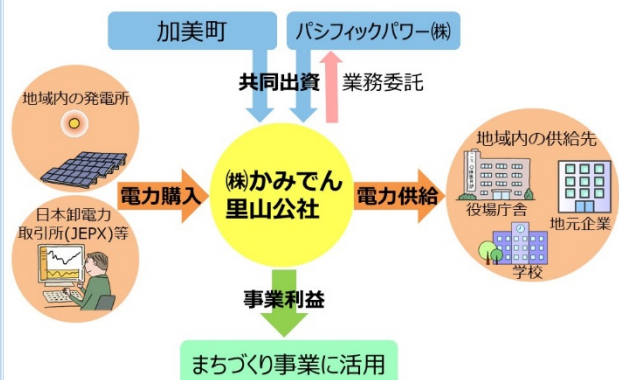 加美町
パシフィックパワー㈱
共同出資
業務委託
地域内の発電所
日本卸電力
取引所(JEPX)等
電力購入
㈱かみでん
里山公社
電力供給
地域内の供給先
役場庁舎
地元企業
学校
事業利益
まちづくり事業に活用